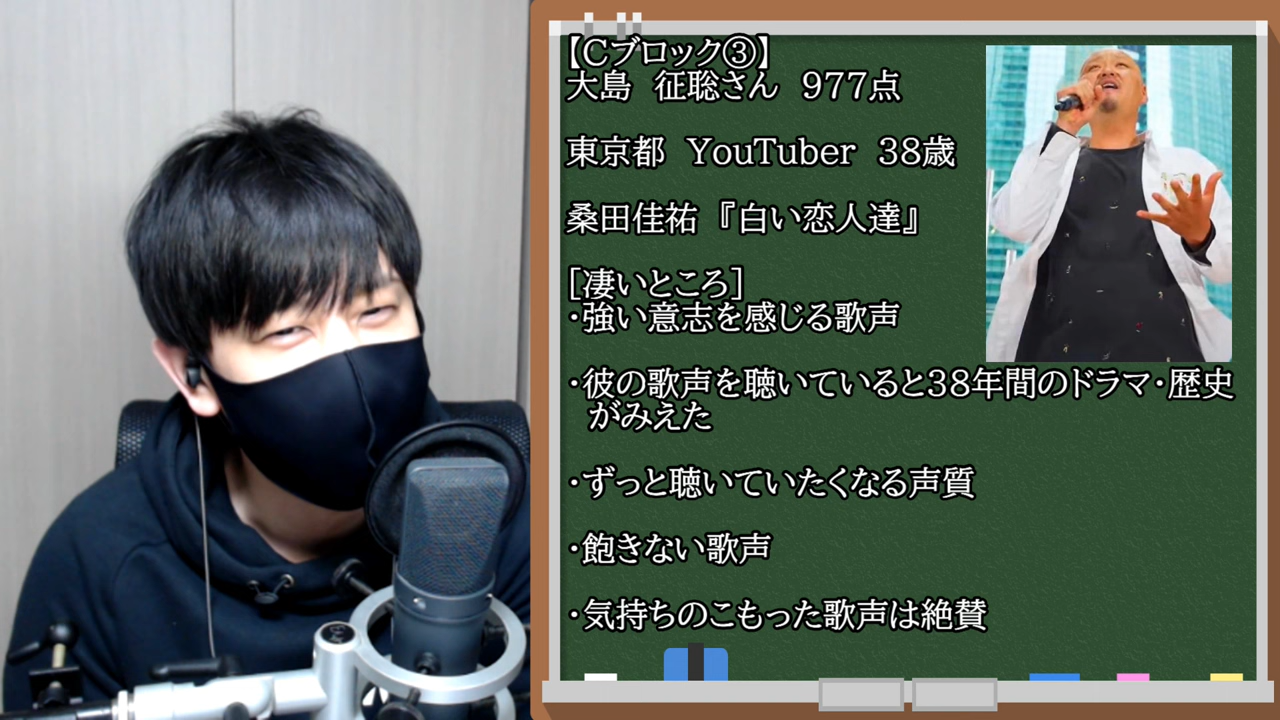 【Cブロック③】
大島　征聡さん　977点
東京都　YouTuber　38歳
桑田佳祐『白い恋人達』
［凄いところ］
・強い意志を感じる歌声
・彼の歌声を聴いていると38年間のドラマ・歴史
がみえた
・ずっと聴いていたくなる声質
・飽きない歌声
・気持ちのこもった歌声は絶賛